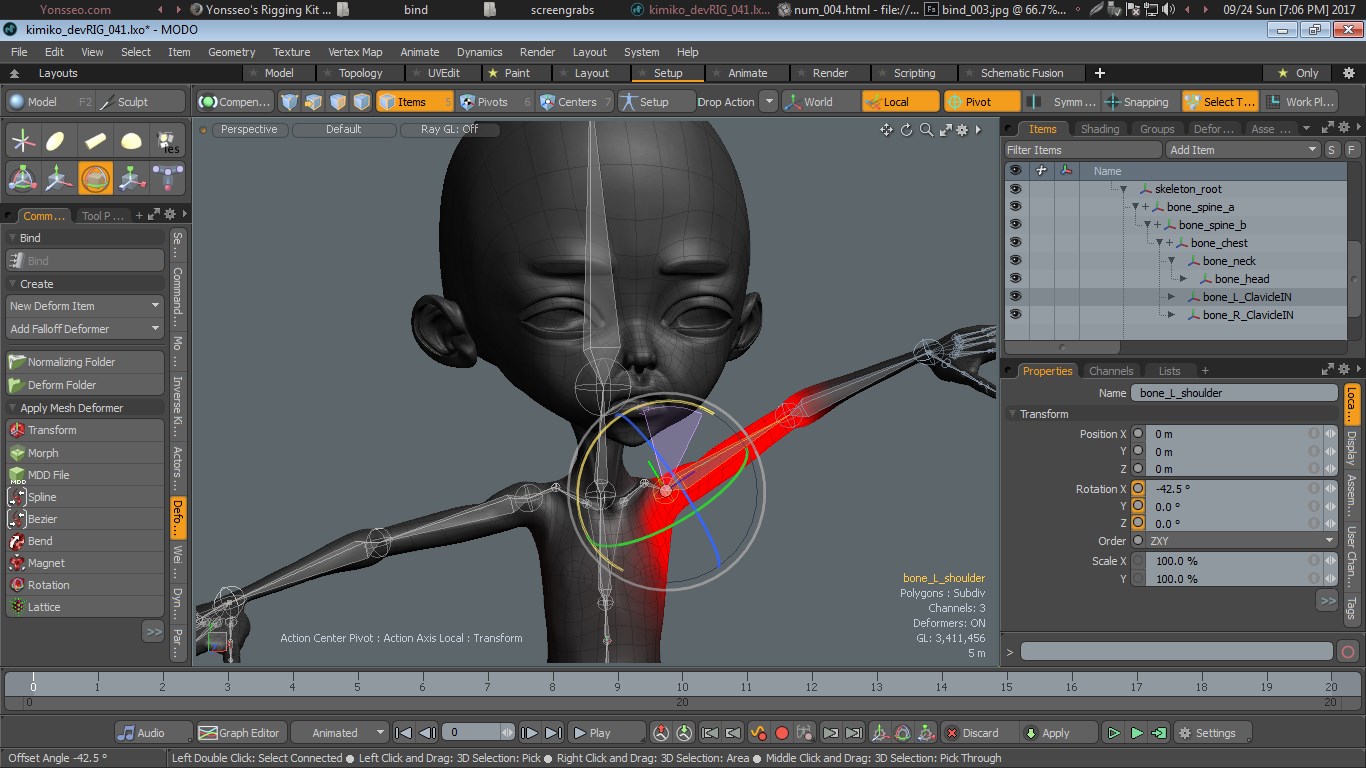 Yonsseo.com
Yonsseo's Rigging Kit ...
bind
screengrabs
kimiko_devRIG_041.lx...
num_004.html - file://...
bind_003.jpg @ 66.7%...
09/24 Sun [7:06 PM] 2017
kimiko_devRIG_041.lxo* - MODO
File Edit View Select Item Geometry Texture Vertex Map Animate Dynamics Render Layout System Help
Layouts Model Topology UVEdit Paint Layout Setup Animate Render Scripting Schematic Fusion + Only
Model F2 Sculpt Compen... Items 5 Pivots 6 Centers 7 Setup Drop Action World Local Pivot Symm ... Snapping Select T... Work Pl...
Perspective Default Ray GL: Off
Comm... Tool P... +
Bind
Bind
Create
New Deform Item
Add Falloff Deformer
Normalizing Folder
Deform Folder
Apply Mesh Deformer
Transform
Morph
MDD File
Spline
Bezier
Bend
Magnet
Rotation
Lattice
>>
Se ...
Command...
Mo ...
Inverse Ki...
Actors ...
Defo...
Wei ...
Dyn...
Par...
bone_L_shoulder
Polygons : Subdiv
Channels: 3
Deformers: ON
GL: 3,411,456
5 m
Action Center Pivot : Action Axis Local : Transform
Items Shading Groups Defor... Asse ...
Filter Items Add Item S F
Name
skeleton_root
bone_spine_a
bone_spine_b
bone_chest
bone_neck
bone_head
bone_L_ClavicleIN
bone_R_ClavicleIN
Properties Channels Lists +
Name bone_L_shoulder
Transform
Position X 0 m
Y 0 m
Z 0 m
Rotation X -42.5 °
Y 0.0 °
Z 0.0 °
Order ZXY
Scale X 100.0 %
Y 100.0 %
>>
Loca...
Display
Assem...
User Chan...
Tags
>
0 1 2 3 4 5 6 7 8 9 10 11 12 13 14 15 16 17 18 19 20
0 20 20
Audio Graph Editor Animated 0 Play Discard Apply Settings
Offset Angle -42.5 ° Left Double Click: Select Connected ● Left Click and Drag: 3D Selection: Pick ● Right Click and Drag: 3D Selection: Area ● Middle Click and Drag: 3D Selection: Pick Through